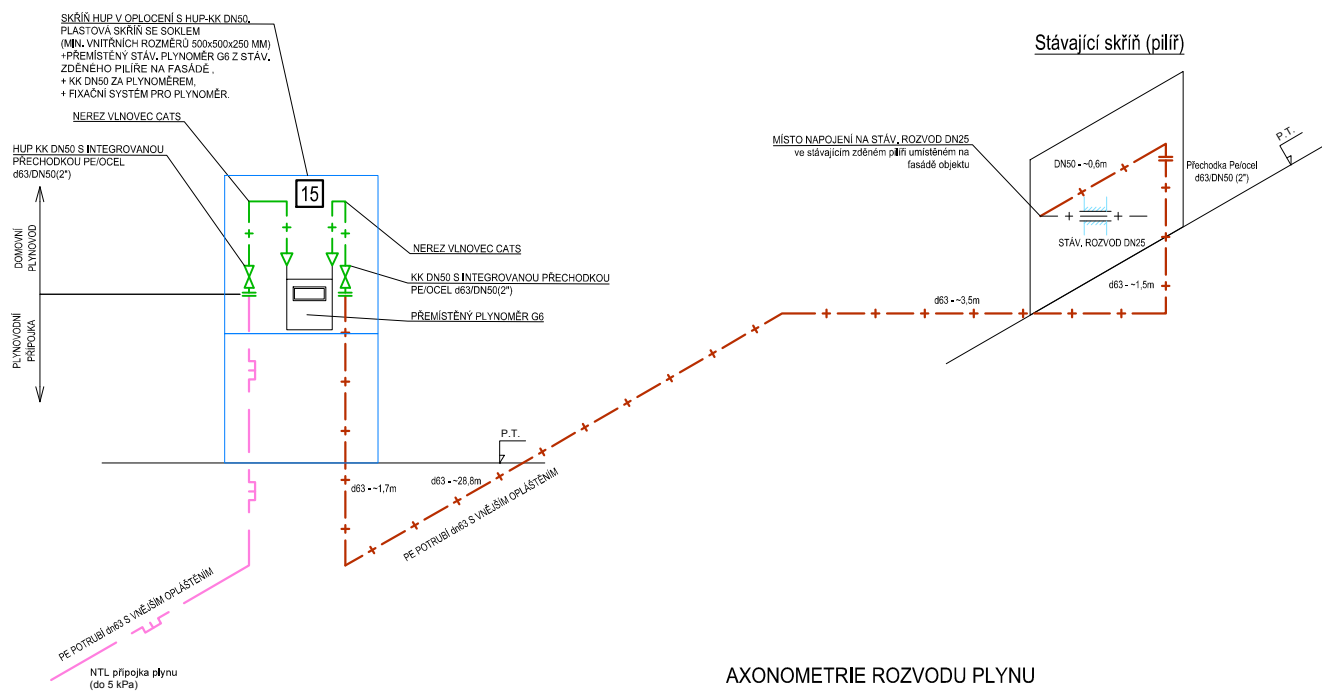 SKŘÍŇ HUP V OPLOCENÍ S HUP-KK DN50,
PLASTOVÁ SKŘÍŇ SE SOKLEM
(MIN. VNITŘNÍCH ROZMĚRŮ 500x500x250 MM)
+PŘEMÍSTĚNÝ STÁV. PLYNOMĚR G6 Z STÁV.
ZDĚNÉHO PILÍŘE NA FASÁDĚ ,
+ KK DN50 ZA PLYNOMĚREM,
+ FIXAČNÍ SYSTÉM PRO PLYNOMĚR.
NEREZ VLNOVEC CATS
HUP KK DN50 S INTEGROVANOU
PŘECHODKOU PE/OCEL
d63/DN50(2")
DOMOVNÍ
PLYNOVOD
PLYNOVODNÍ
PŘÍPOJKA
15
NEREZ VLNOVEC CATS
KK DN50 S INTEGROVANOU PŘECHODKOU
PE/OCEL d63/DN50(2")
PŘEMÍSTĚNÝ PLYNOMĚR G6
P.T.
d63 - ~1,7m
d63 - ~28,8m
PE POTRUBÍ dn63 S VNĚJŠÍM OPLÁŠTĚNÍM
PE POTRUBÍ dn63 S VNĚJŠÍM OPLÁŠTĚNÍM
NTL přípojka plynu
(do 5 kPa)
Stávající skříň (pilíř)
MÍSTO NAPOJENÍ NA STÁV. ROZVOD DN25
ve stávajícím zděném pilíři umístěném na
fasádě objektu
DN50 - ~0,6m
P.T.
Přechodka Pe/ocel
d63/DN50 (2")
STÁV. ROZVOD DN25
d63 - ~3,5m
d63 - ~1,5m
AXONOMETRIE ROZVODU PLYNU